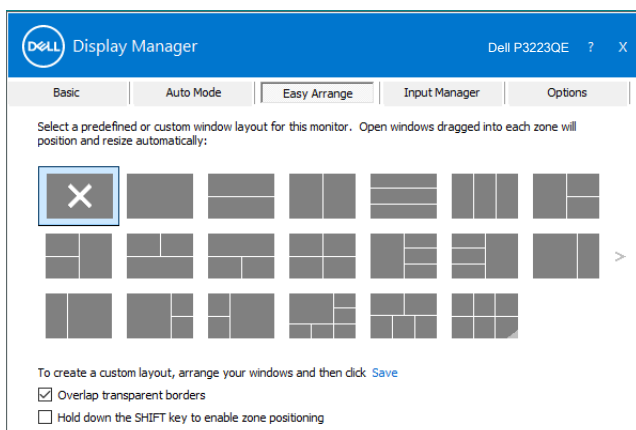 DELL Display Manager Dell P3223QE ? X
Basic Auto Mode Easy Arrange Input Manager Options
Select a predefined or custom window layout for this monitor. Open windows dragged into each zone will
position and resize automatically:
>
To create a custom layout, arrange your windows and then click Save
Overlap transparent borders
Hold down the SHIFT key to enable zone positioning